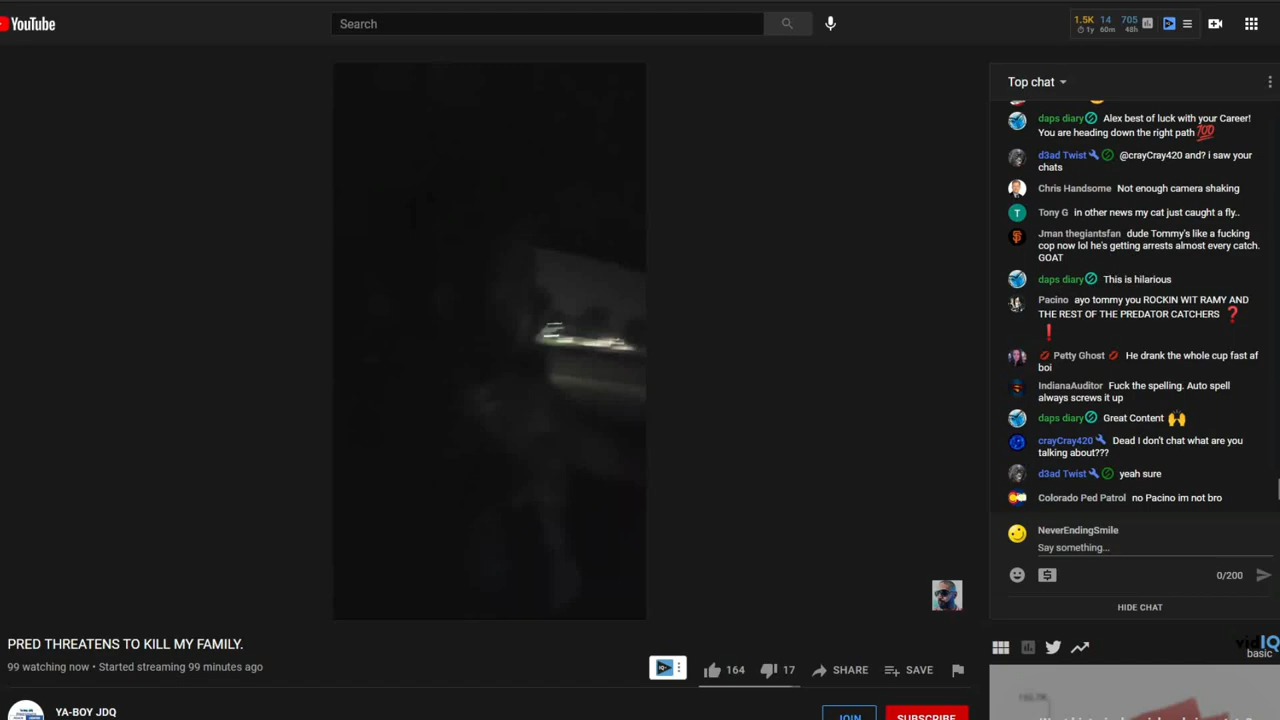 YouTube
Search
1.5K 14 705
1y 60m 48h
Top chat
daps diary Alex best of luck with your Career!
You are heading down the right path 💯
d3ad Twist @crayCray420 and? i saw your
chats
Chris Handsome Not enough camera shaking
T Tony G in other news my cat just caught a fly..
Jman thegiantsfan dude Tommy's like a fucking
cop now lol he's getting arrests almost every catch.
GOAT
daps diary This is hilarious
Pacino ayo tommy you ROCKIN WIT RAMY AND
THE REST OF THE PREDATOR CATCHERS ❓
❗
💋 Petty Ghost 💋 He drank the whole cup fast af
boi
IndianaAuditor Fuck the spelling. Auto spell
always screws it up
daps diary Great Content 🙌
crayCray420 Dead I don't chat what are you
talking about???
d3ad Twist yeah sure
Colorado Ped Patrol no Pacino im not bro
NeverEndingSmile
Say something...
0/200
HIDE CHAT
PRED THREATENS TO KILL MY FAMILY.
99 watching now • Started streaming 99 minutes ago
164 17 SHARE SAVE
vidIQ
basic
YA-BOY JDQ
JOIN SUBSCRIBE